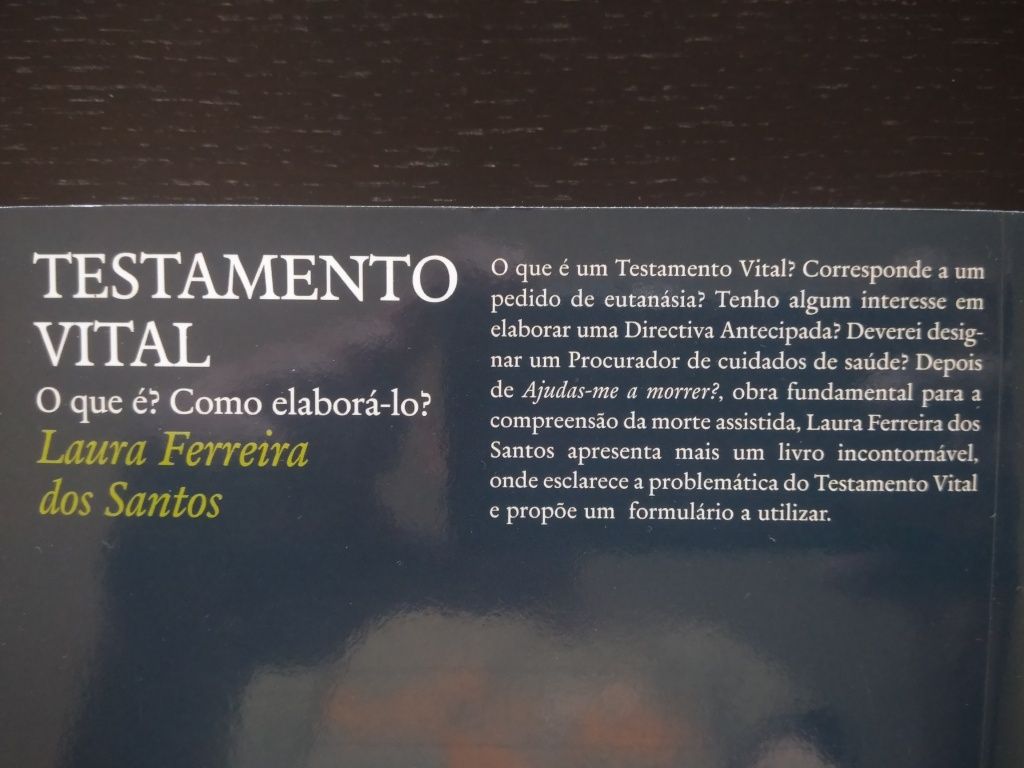 TESTAMENTO
VITAL
O que é? Como elaborá-lo?
Laura Ferreira
dos Santos
O que é um Testamento Vital? Corresponde a um
pedido de eutanásia? Tenho algum interesse em
elaborar uma Directiva Antecipada? Deverei desig-
nar um Procurador de cuidados de saúde? Depois
de Ajudas-me a morrer?, obra fundamental para a
compreensão da morte assistida, Laura Ferreira dos
Santos apresenta mais um livro incontornável,
onde esclarece a problemática do Testamento Vital
e propõe um formulário a utilizar.